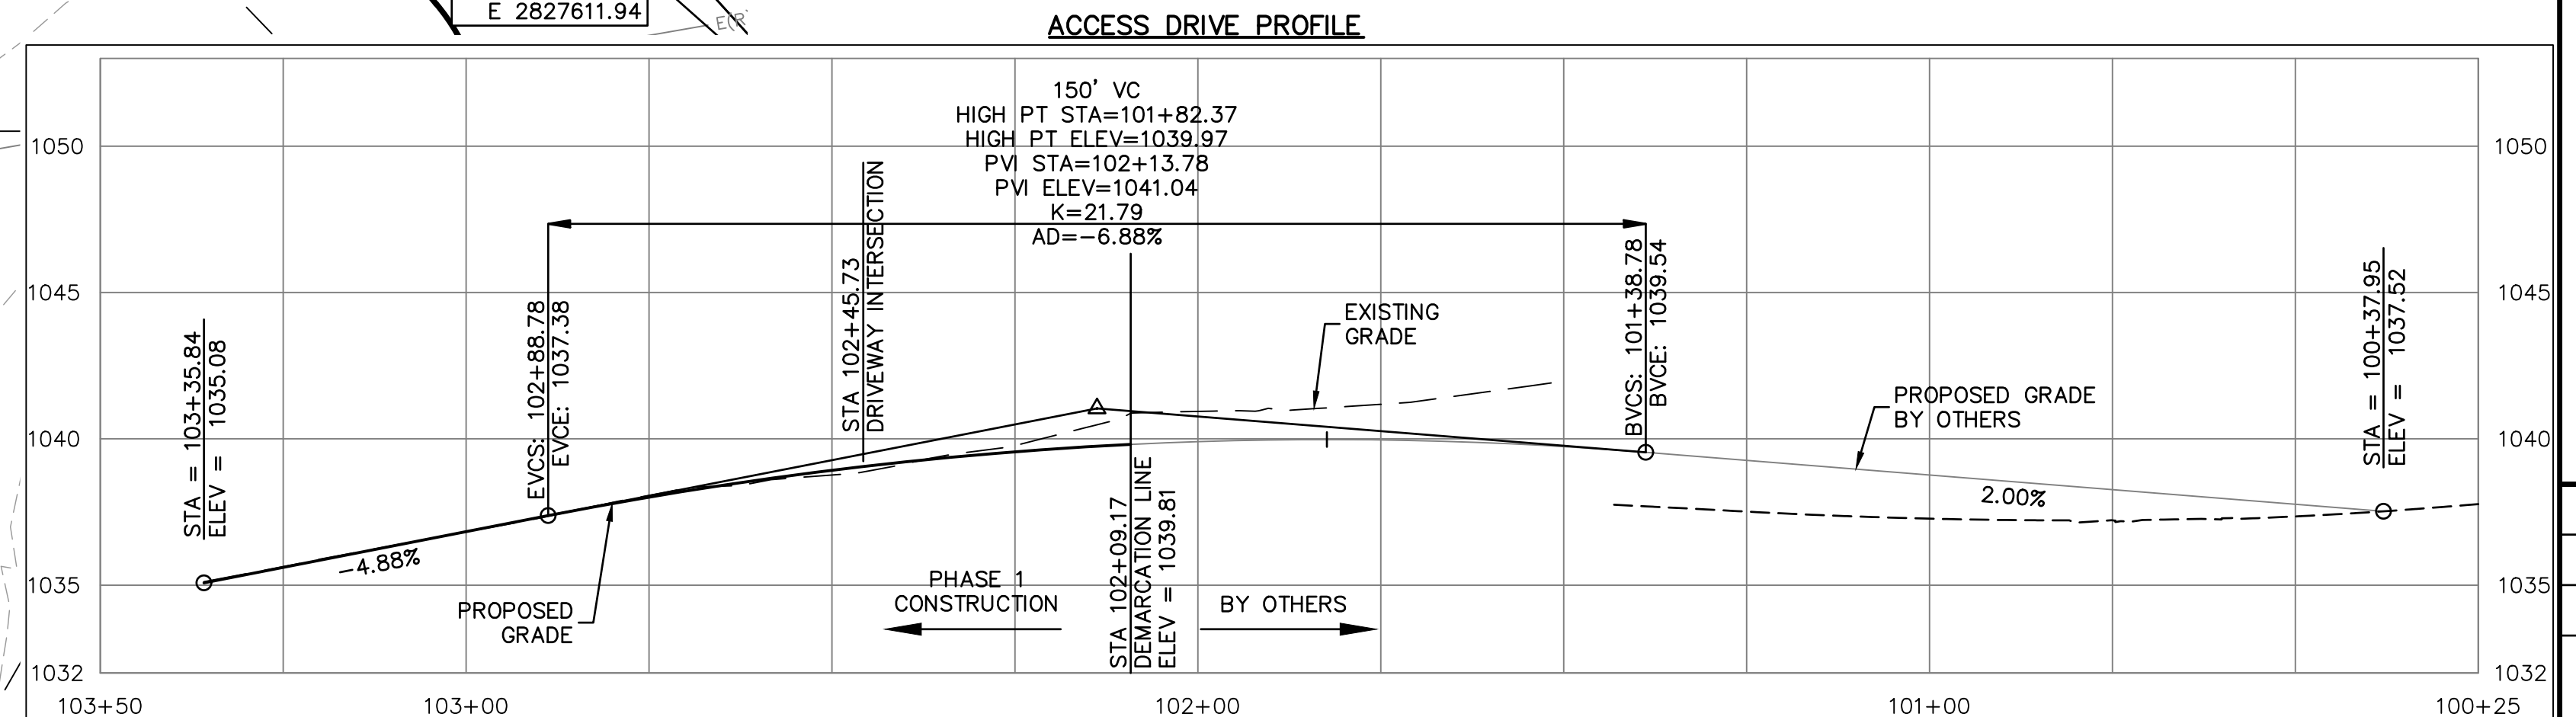 E 2827611.94
ACCESS DRIVE PROFILE
150' VC
HIGH PT STA=101+82.37
HIGH PT ELEV=1039.97
PVI STA=102+13.78
PVI ELEV=1041.04
K=21.79
AD=-6.88%
1050
1050
1045
1045
1040
1040
1035
1035
1032
1032
STA = 103+35.84
ELEV = 1035.08
EVCS: 102+88.78
EVCE: 1037.38
STA 102+45.73
DRIVEWAY INTERSECTION
EXISTING
GRADE
BVCS: 101+38.78
BVCE: 1039.54
PROPOSED GRADE
BY OTHERS
STA = 100+37.95
ELEV = 1037.52
-4.88%
2.00%
PROPOSED
GRADE
PHASE 1
CONSTRUCTION
STA 102+09.17
DEMARCATION LINE
ELEV = 1039.81
BY OTHERS
103+50
103+00
102+00
101+00
100+25